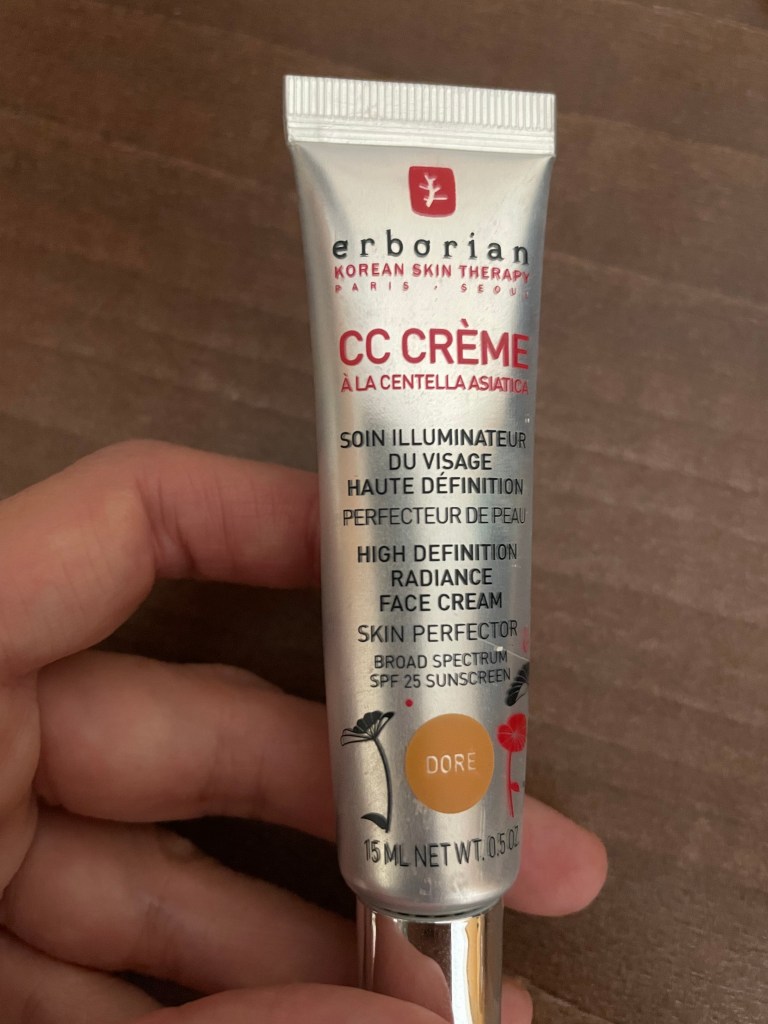 erborian
KOREAN SKIN THERAPY
PARIS . SEOUL
CC CRÈME
À LA CENTELLA ASIATICA
SOIN ILLUMINATEUR
DU VISAGE
HAUTE DÉFINITION
PERFECTEUR DE PEAU
HIGH DEFINITION
RADIANCE
FACE CREAM
SKIN PERFECTOR
BROAD SPECTRUM
SPF 25 SUNSCREEN
DORÉ
15 ML NET WT. 0.5 OZ.